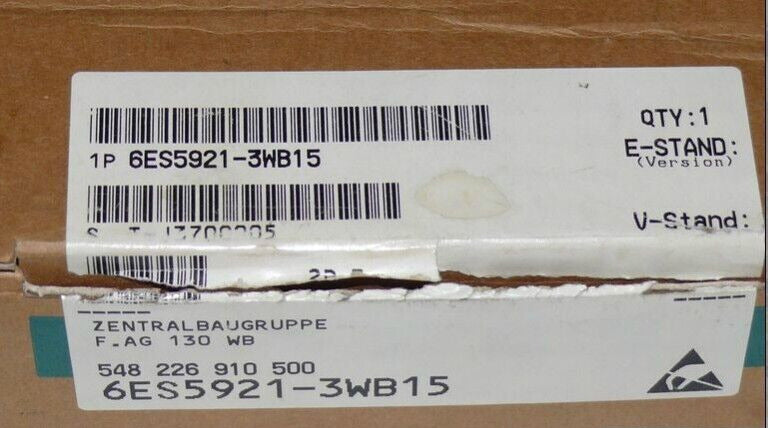 QTY:1
1P 6ES5921-3WB15
E-STAND:
(Version)
V-Stand:
ZENTRALBAUGRUPPE
F.AG 130 WB
548 226 910 500
6ES5921-3WB15